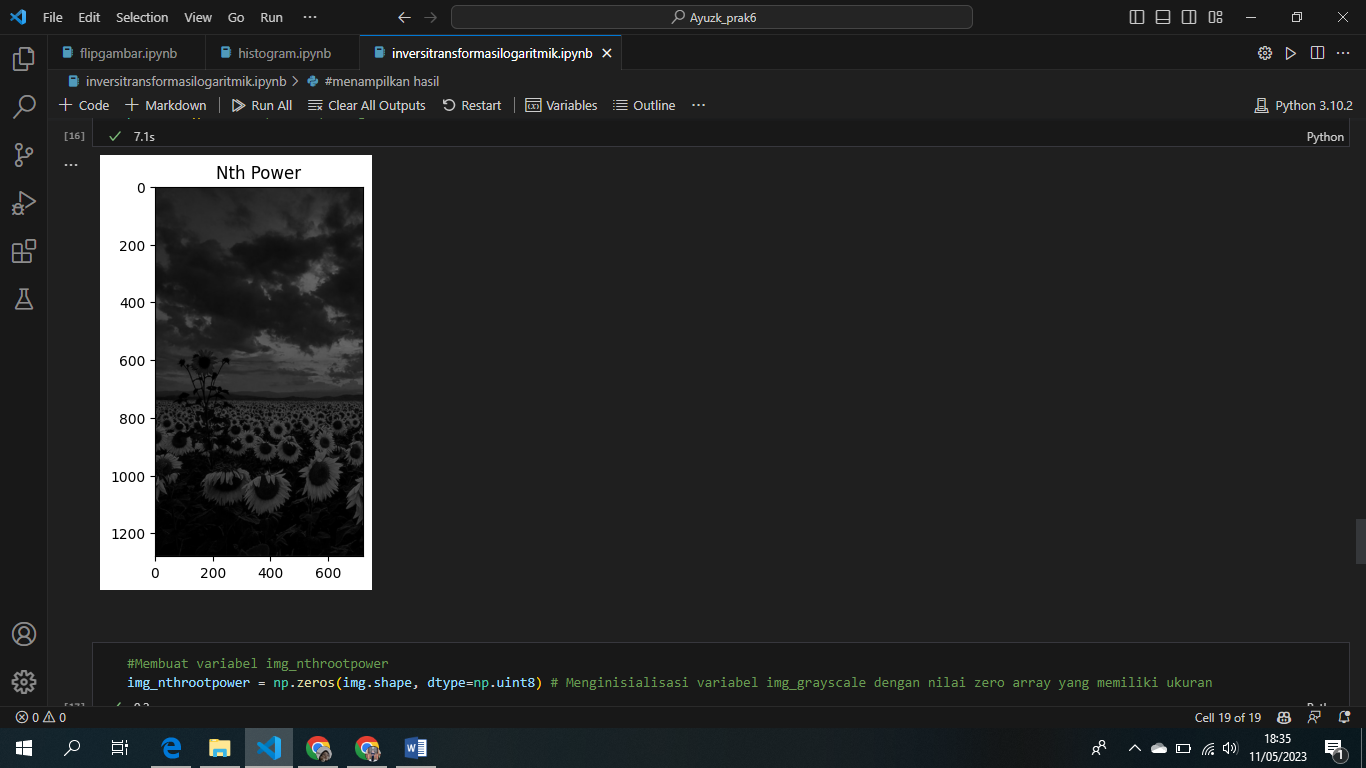 File Edit Selection View Go Run ··· Ayuzk_prak6
flipgambar.ipynb histogram.ipynb inversitransformasilogaritmik.ipynb
inversitransformasilogaritmik.ipynb > #menampilkan hasil
+ Code + Markdown Run All Clear All Outputs Restart Variables Outline ··· Python 3.10.2
[16] 7.1s Python
...
Nth Power
0
200
400
600
800
1000
1200
0 200 400 600
#Membuat variabel img_nthrootpower
img_nthrootpower = np.zeros(img.shape, dtype=np.uint8) # Menginisialisasi variabel img_grayscale dengan nilai zero array yang memiliki ukuran
0 0 Cell 19 of 19
18:35
11/05/2023
1